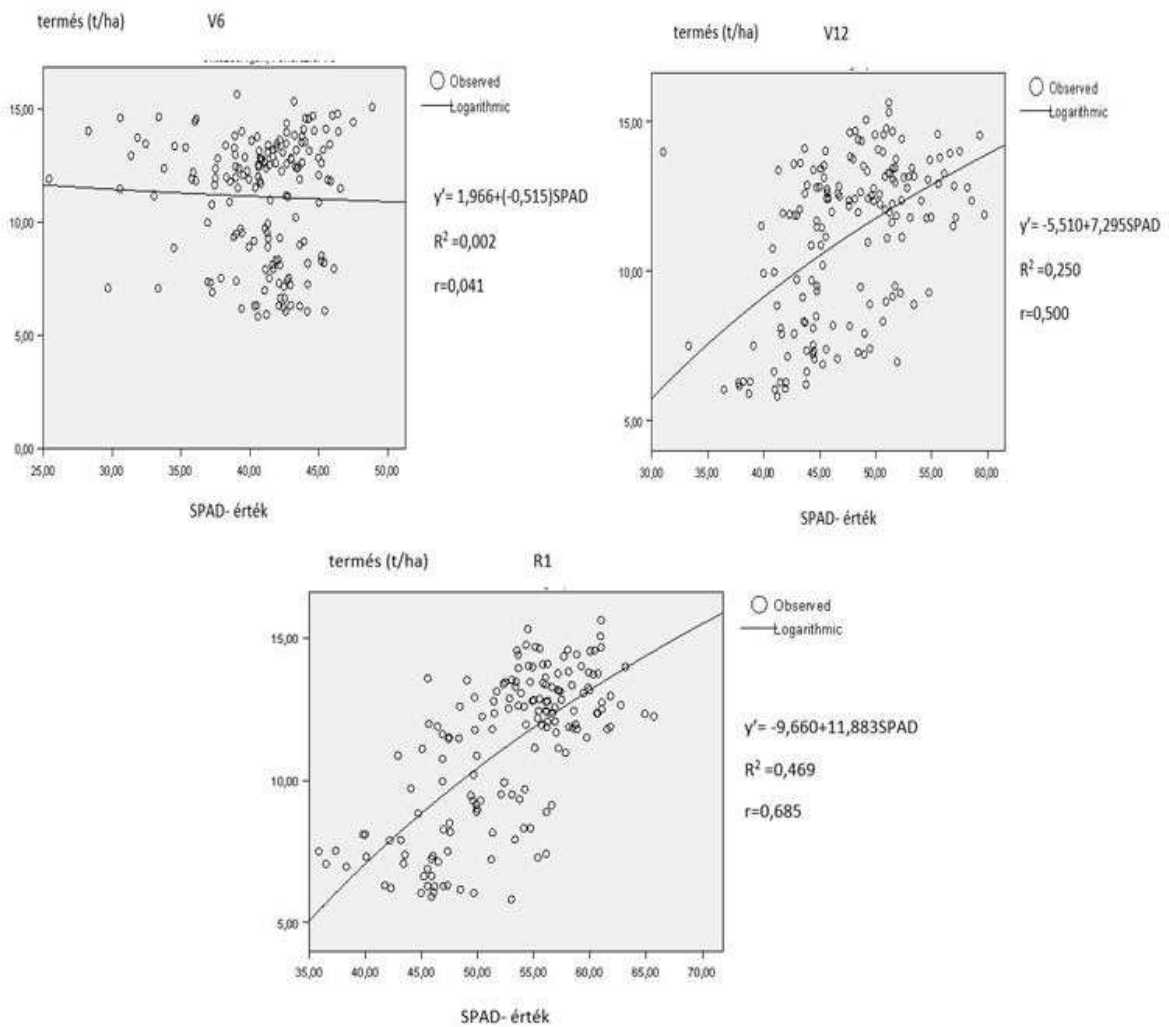 termés (t/ha) V6
Observed
Logarithmic
15,00
10,00
5,00
0,00
25,00 30,00 35,00 40,00 45,00 50,00
SPAD- érték
y'= 1,966+(-0,515)SPAD
R² =0,002
r=0,041
termés (t/ha) V12
Observed
Logarithmic
15,00
10,00
5,00
30,00 35,00 40,00 45,00 50,00 55,00 60,00
SPAD- érték
y'= -5,510+7,295SPAD
R² =0,250
r=0,500
termés (t/ha) R1
Observed
Logarithmic
15,00
10,00
5,00
35,00 40,00 45,00 50,00 55,00 60,00 65,00 70,00
SPAD- érték
y'= -9,660+11,883SPAD
R² =0,469
r=0,685